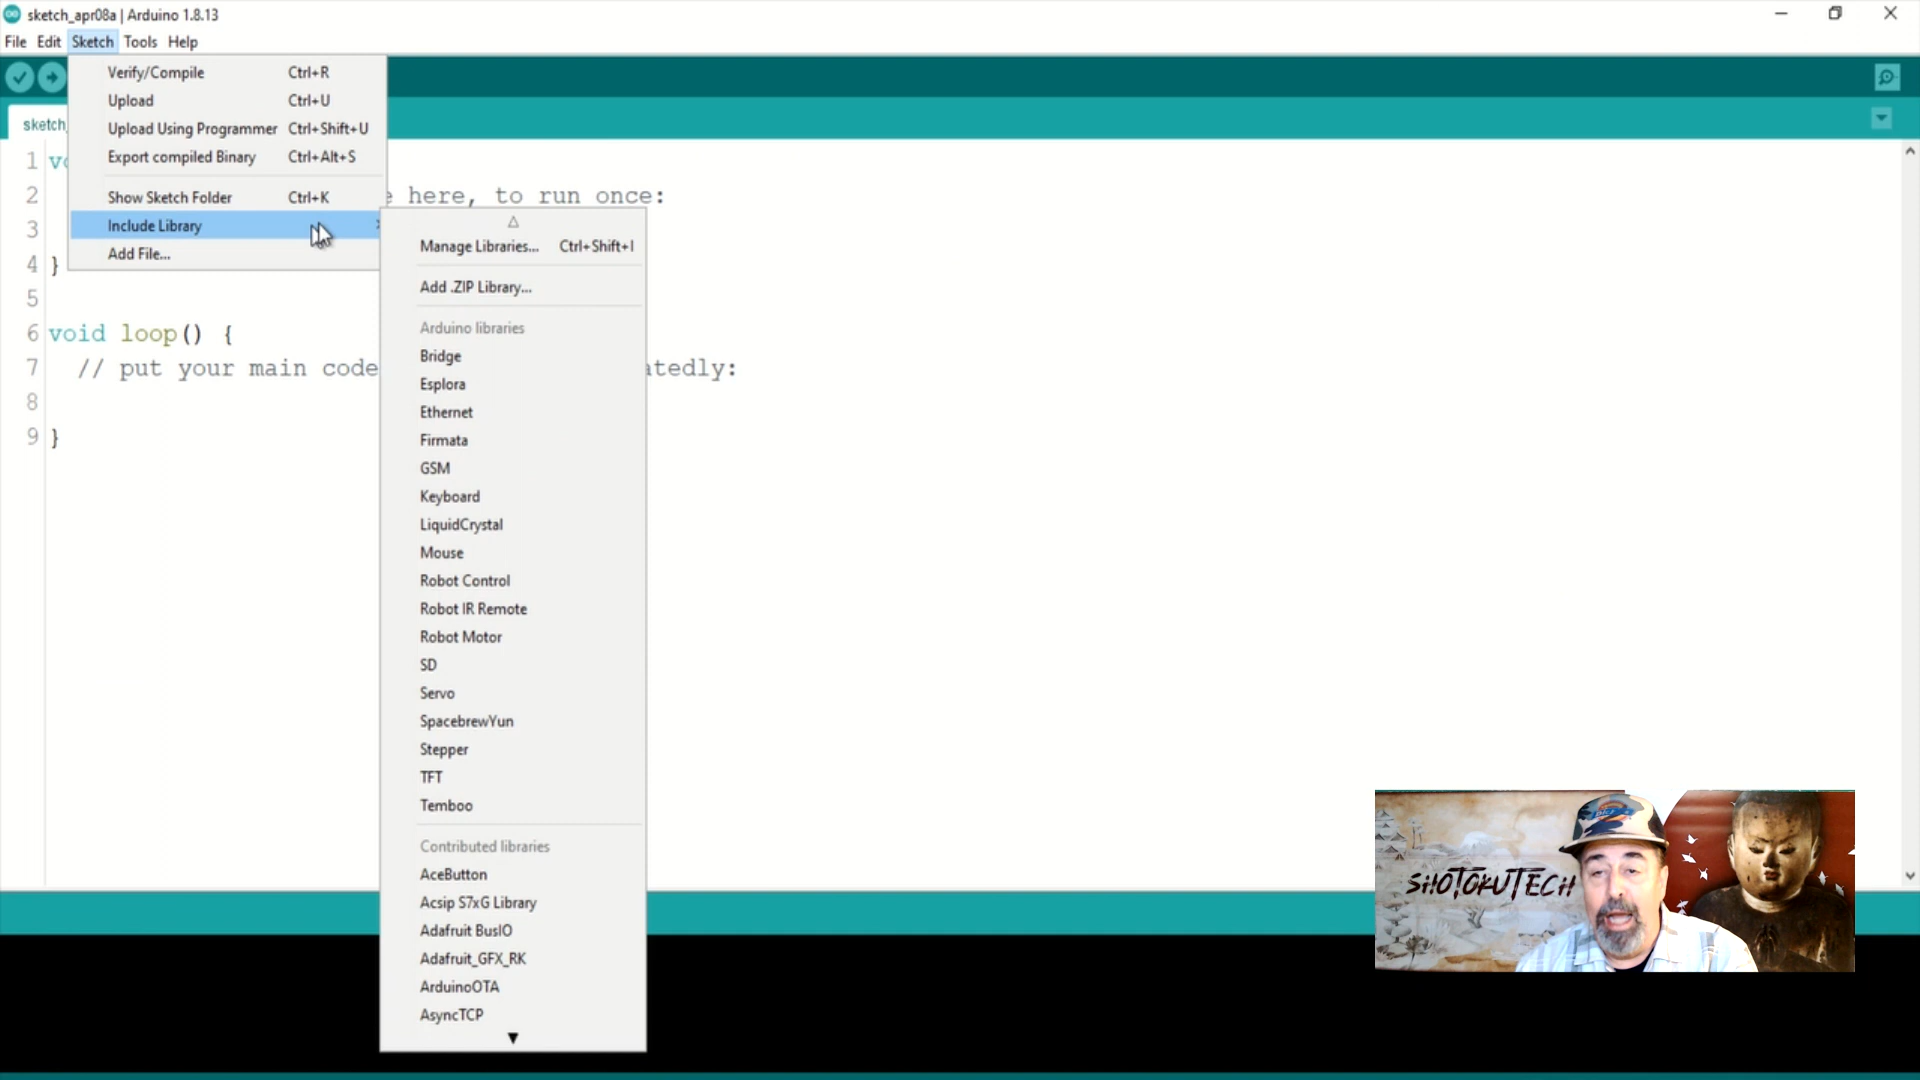 sketch_apr08a | Arduino 1.8.13
File Edit Sketch Tools Help
Verify/Compile Ctrl+R
Upload Ctrl+U
Upload Using Programmer Ctrl+Shift+U
Export compiled Binary Ctrl+Alt+S
Show Sketch Folder Ctrl+K
Include Library
Add File...
sketch_
1 vo
2 e here, to run once:
3
4 }
5
6 void loop() {
7 // put your main code atedly:
8
9 }
Manage Libraries... Ctrl+Shift+I
Add .ZIP Library...
Arduino libraries
Bridge
Esplora
Ethernet
Firmata
GSM
Keyboard
LiquidCrystal
Mouse
Robot Control
Robot IR Remote
Robot Motor
SD
Servo
SpacebrewYun
Stepper
TFT
Temboo
Contributed libraries
AceButton
Acsip S7xG Library
Adafruit BusIO
Adafruit_GFX_RK
ArduinoOTA
AsyncTCP
SHOTOKUTECH